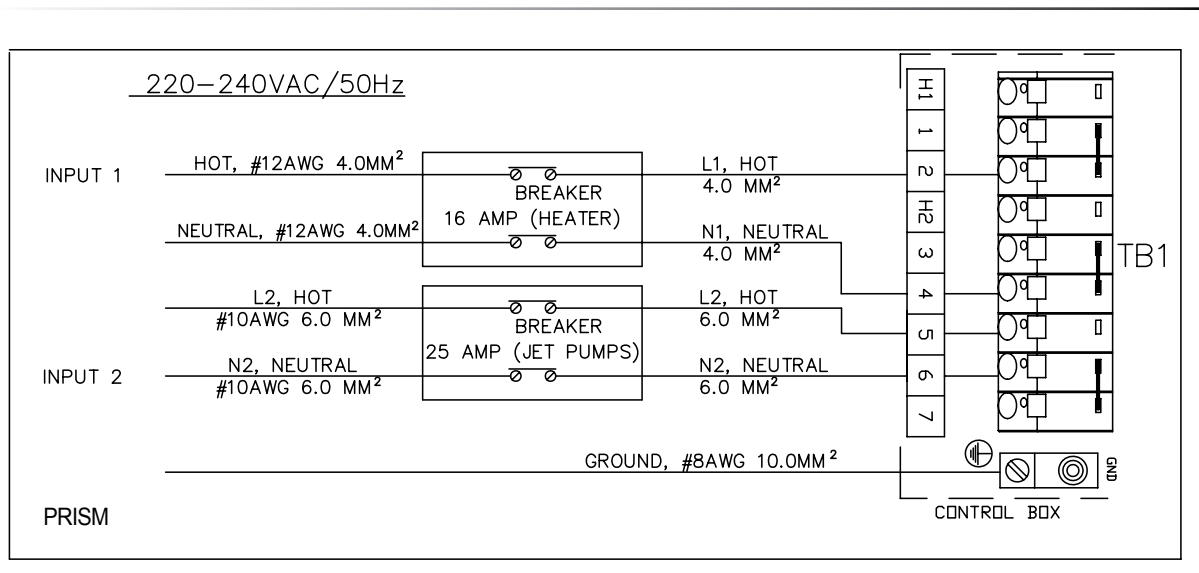 220-240VAC/50Hz
INPUT 1
HOT, #12AWG 4.0MM²
NEUTRAL, #12AWG 4.0MM²
BREAKER
16 AMP (HEATER)
L1, HOT
4.0 MM²
N1, NEUTRAL
4.0 MM²
L2, HOT
#10AWG 6.0 MM²
INPUT 2
N2, NEUTRAL
#10AWG 6.0 MM²
BREAKER
25 AMP (JET PUMPS)
L2, HOT
6.0 MM²
N2, NEUTRAL
6.0 MM²
GROUND, #8AWG 10.0MM²
H1
1
2
H2
3
4
5
6
7
TB1
GND
CONTROL BOX
PRISM